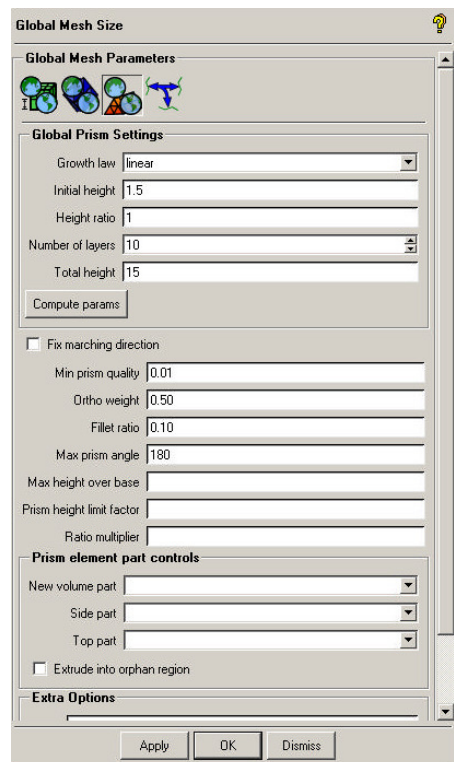 Global Mesh Size
Global Mesh Parameters
Global Prism Settings
Growth law linear
Initial height 1.5
Height ratio 1
Number of layers 10
Total height 15
Compute params
Fix marching direction
Min prism quality 0.01
Ortho weight 0.50
Fillet ratio 0.10
Max prism angle 180
Max height over base
Prism height limit factor
Ratio multiplier
Prism element part controls
New volume part
Side part
Top part
Extrude into orphan region
Extra Options
Apply OK Dismiss